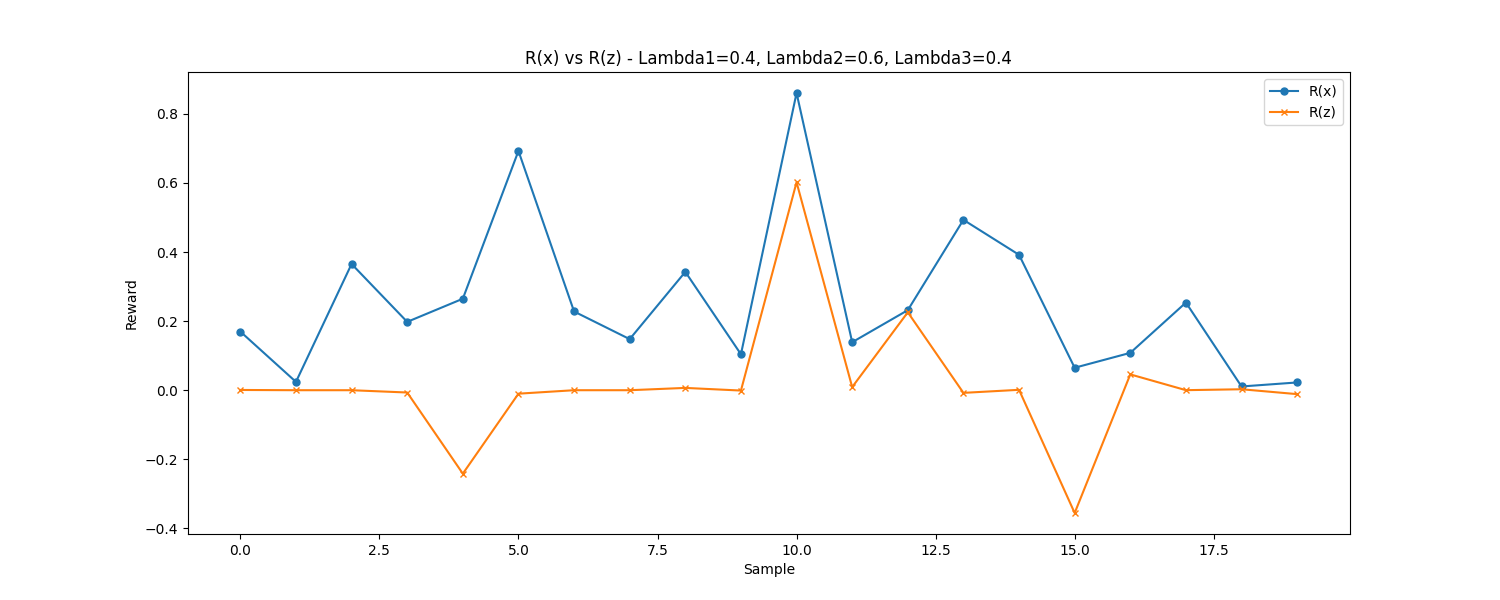 R(x) vs R(z) - Lambda1=0.4, Lambda2=0.6, Lambda3=0.4
R(x)
R(z)
Reward
0.8
0.6
0.4
0.2
0.0
−0.2
−0.4
0.0 2.5 5.0 7.5 10.0 12.5 15.0 17.5
Sample